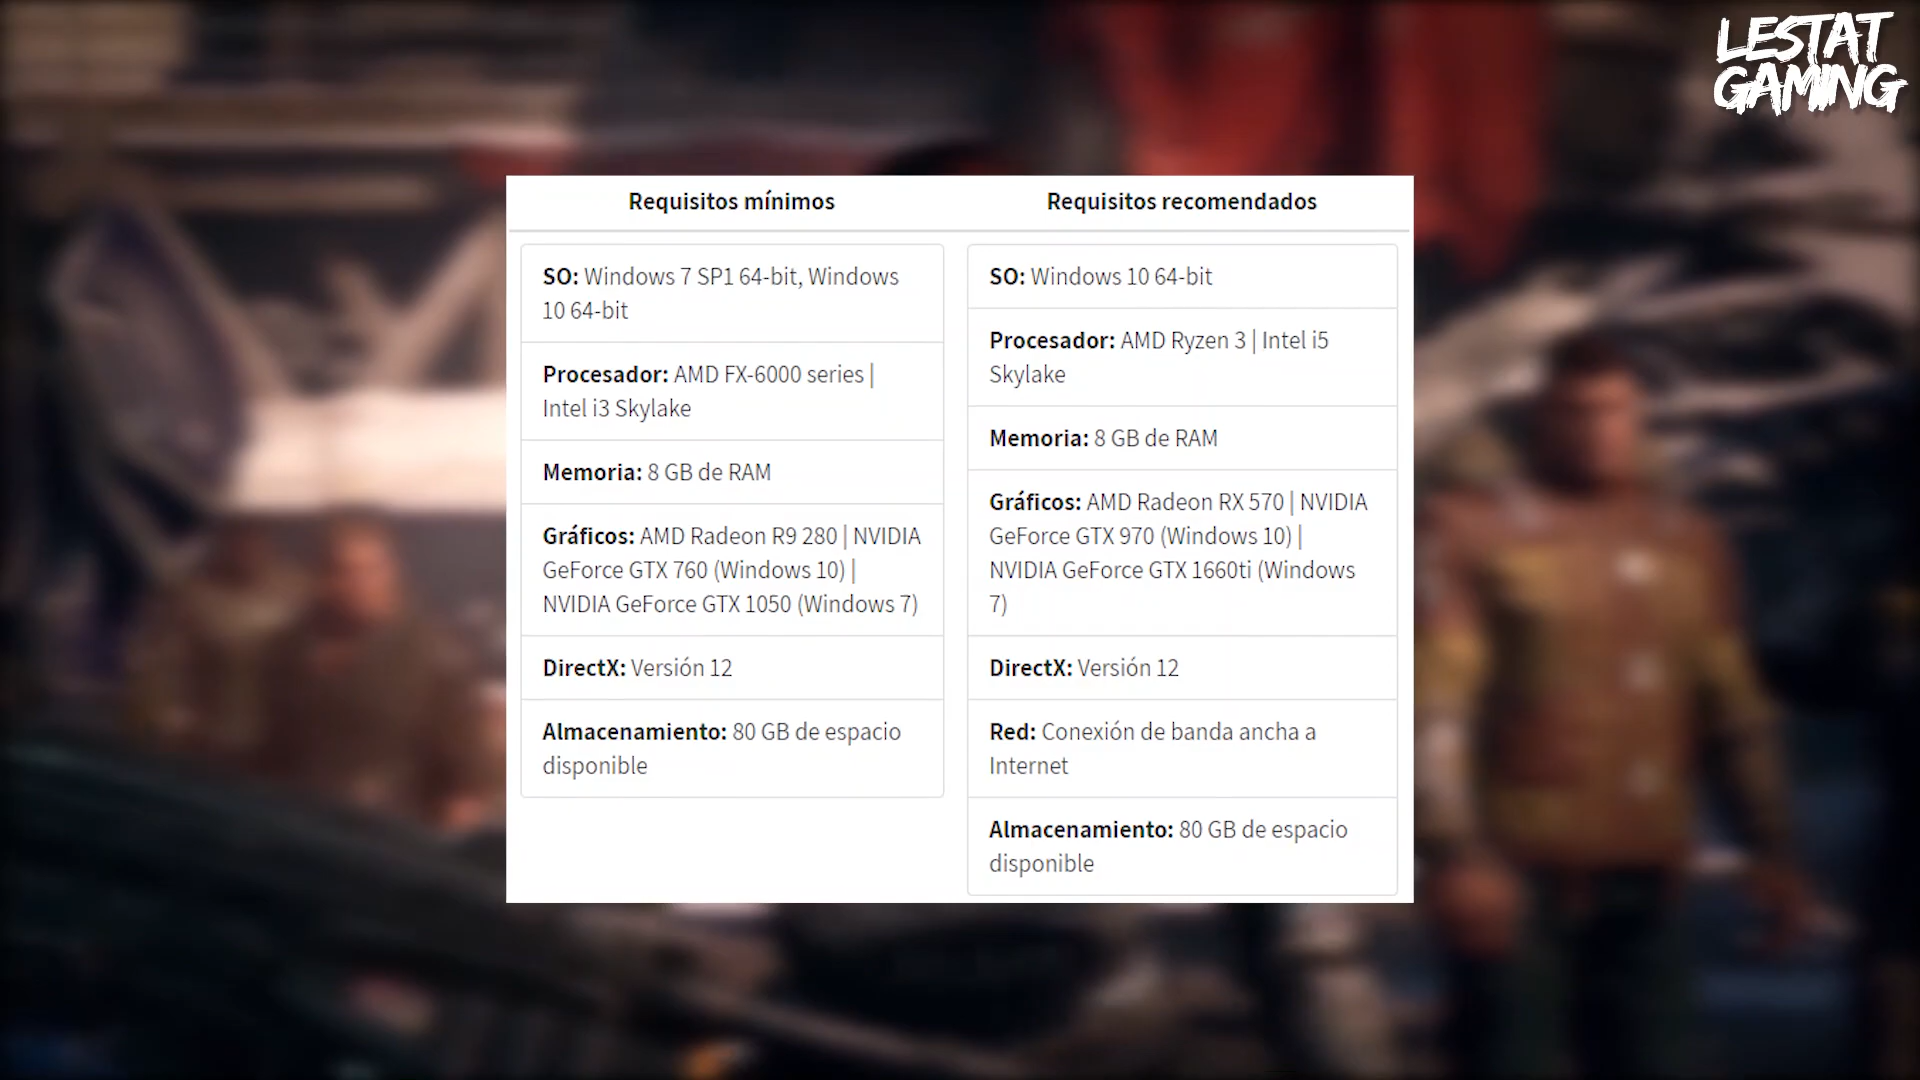 LESTAT
GAMING
Requisitos mínimos
SO: Windows 7 SP1 64-bit, Windows
10 64-bit
Procesador: AMD FX-6000 series |
Intel i3 Skylake
Memoria: 8 GB de RAM
Gráficos: AMD Radeon R9 280 | NVIDIA
GeForce GTX 760 (Windows 10) |
NVIDIA GeForce GTX 1050 (Windows 7)
DirectX: Versión 12
Almacenamiento: 80 GB de espacio
disponible
Requisitos recomendados
SO: Windows 10 64-bit
Procesador: AMD Ryzen 3 | Intel i5
Skylake
Memoria: 8 GB de RAM
Gráficos: AMD Radeon RX 570 | NVIDIA
GeForce GTX 970 (Windows 10) |
NVIDIA GeForce GTX 1660ti (Windows
7)
DirectX: Versión 12
Red: Conexión de banda ancha a
Internet
Almacenamiento: 80 GB de espacio
disponible